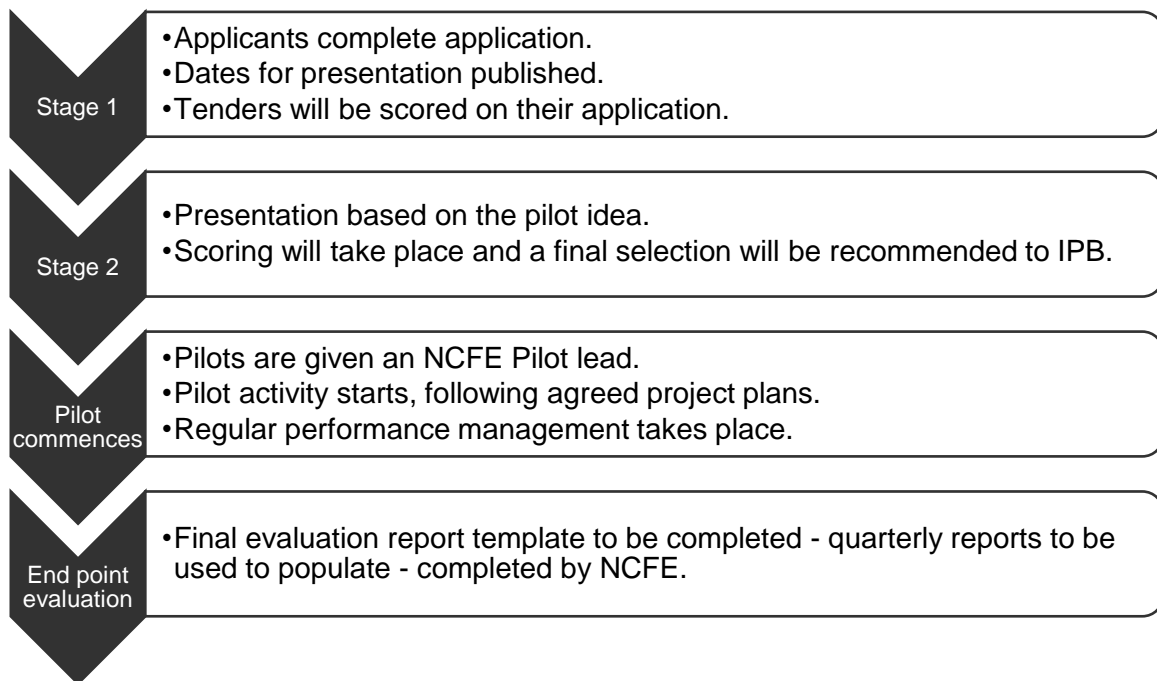 Stage 1
•Applicants complete application.
•Dates for presentation published.
•Tenders will be scored on their application.
Stage 2
•Presentation based on the pilot idea.
•Scoring will take place and a final selection will be recommended to IPB.
Pilot
commences
•Pilots are given an NCFE Pilot lead.
•Pilot activity starts, following agreed project plans.
•Regular performance management takes place.
End point
evaluation
•Final evaluation report template to be completed - quarterly reports to be
used to populate - completed by NCFE.